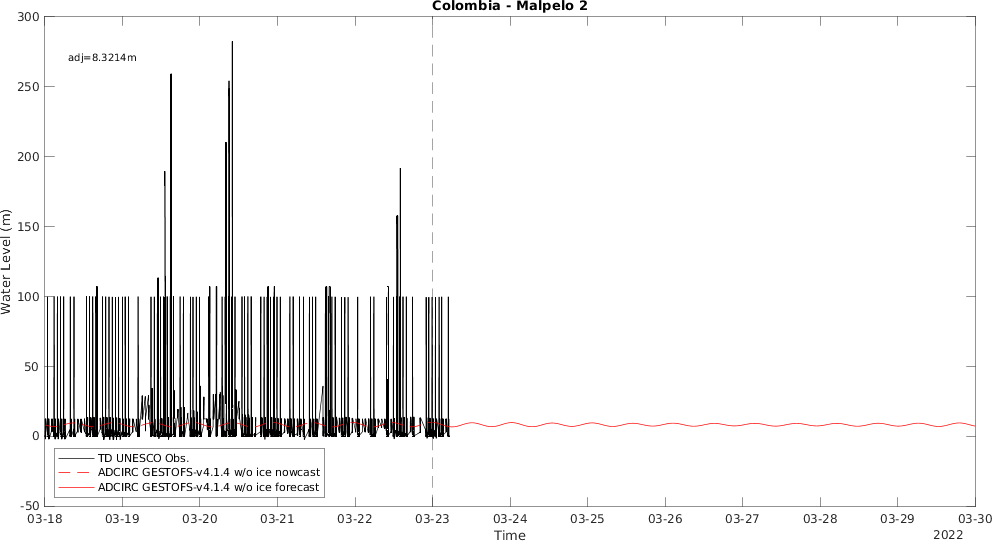 Colombia - Malpelo 2
adj=8.3214m
Water Level (m)
300
250
200
150
100
50
0
-50
TD UNESCO Obs.
ADCIRC GESTOFS-v4.1.4 w/o ice nowcast
ADCIRC GESTOFS-v4.1.4 w/o ice forecast
03-18 03-19 03-20 03-21 03-22 03-23 03-24 03-25 03-26 03-27 03-28 03-29 03-30
Time
2022